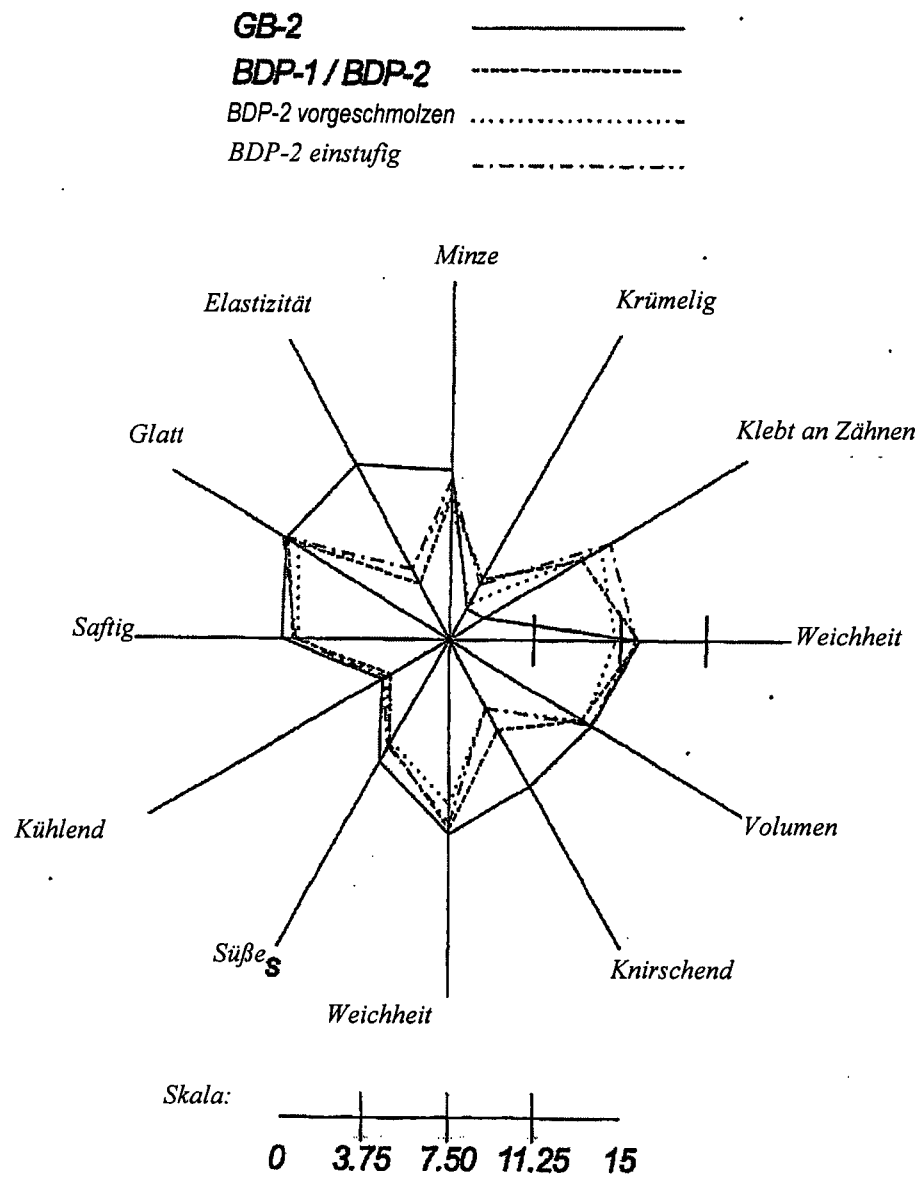 GB-2
BDP-1 / BDP-2
BDP-2 vorgeschmolzen
BDP-2 einstufig
Minze
Elastizität
Krümelig
Glatt
Klebt an Zähnen
Saftig
Weichheit
Kühlend
Volumen
Süße s
Knirschend
Weichheit
Skala:
0 3.75 7.50 11.25 15